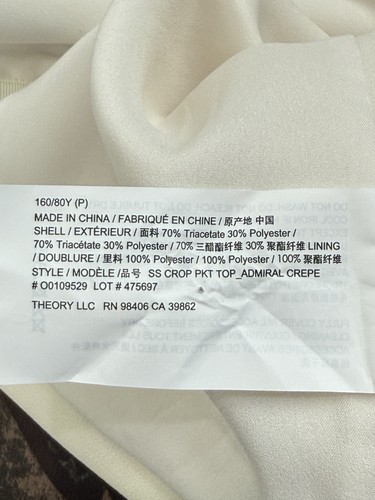 160/80Y (P)
MADE IN CHINA / FABRIQUÉ EN CHINE / 原产地 中国
SHELL / EXTÉRIEUR / 面料 70% Triacetate 30% Polyester /
70% Triacétate 30% Polyester / 70% 三醋酯纤维 30% 聚酯纤维 LINING
/ DOUBLURE / 里料 100% Polyester / 100% Polyester / 100% 聚酯纤维
STYLE / MODÈLE /品号 SS CROP PKT TOP_ADMIRAL CREPE
# O0109529 LOT # 475697
THEORY LLC RN 98406 CA 39862